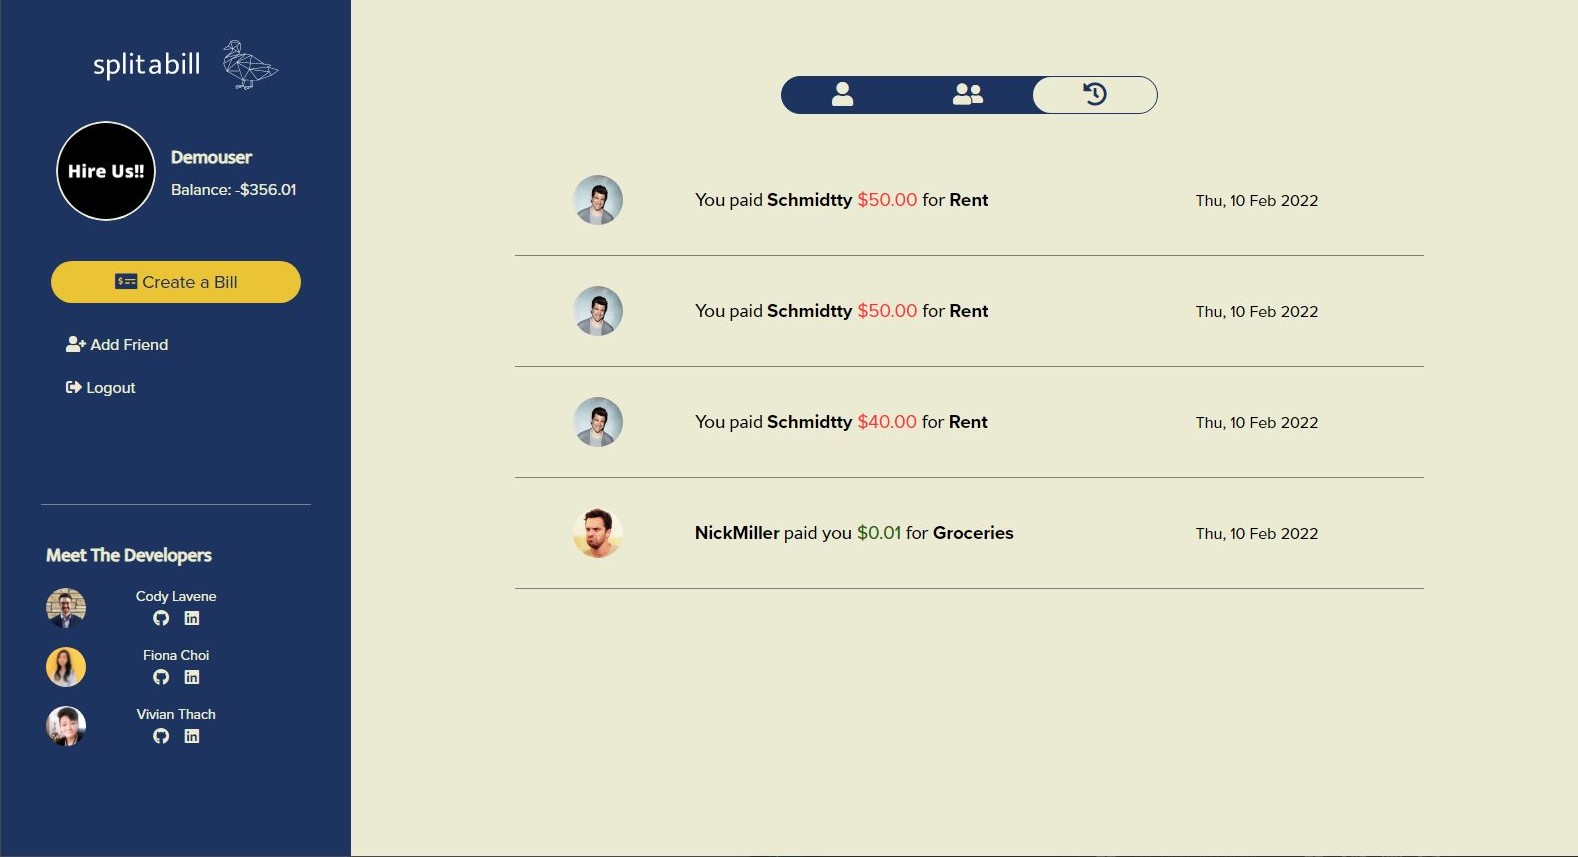 splitabill
Hire Us!!
Demouser
Balance: -$356.01
Create a Bill
Add Friend
Logout
Meet The Developers
Cody Lavene
Fiona Choi
Vivian Thach
You paid Schmidtty $50.00 for Rent
Thu, 10 Feb 2022
You paid Schmidtty $50.00 for Rent
Thu, 10 Feb 2022
You paid Schmidtty $40.00 for Rent
Thu, 10 Feb 2022
NickMiller paid you $0.01 for Groceries
Thu, 10 Feb 2022